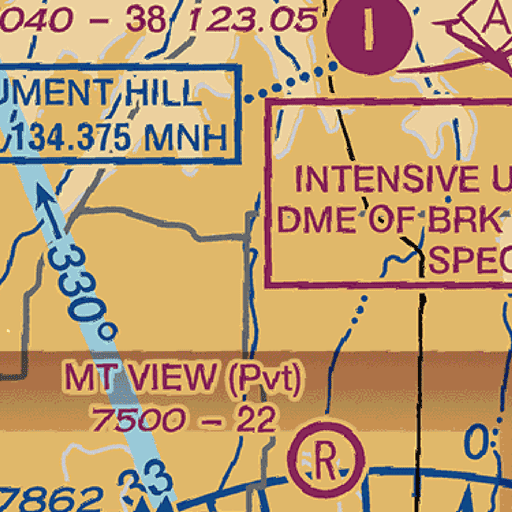 040 – 38 123.05
A
UMENT HILL
134.375 MNH
INTENSIVE U
DME OF BRK
SPEC
330°
MT VIEW (Pvt)
7500 – 22
R
0
33
7862